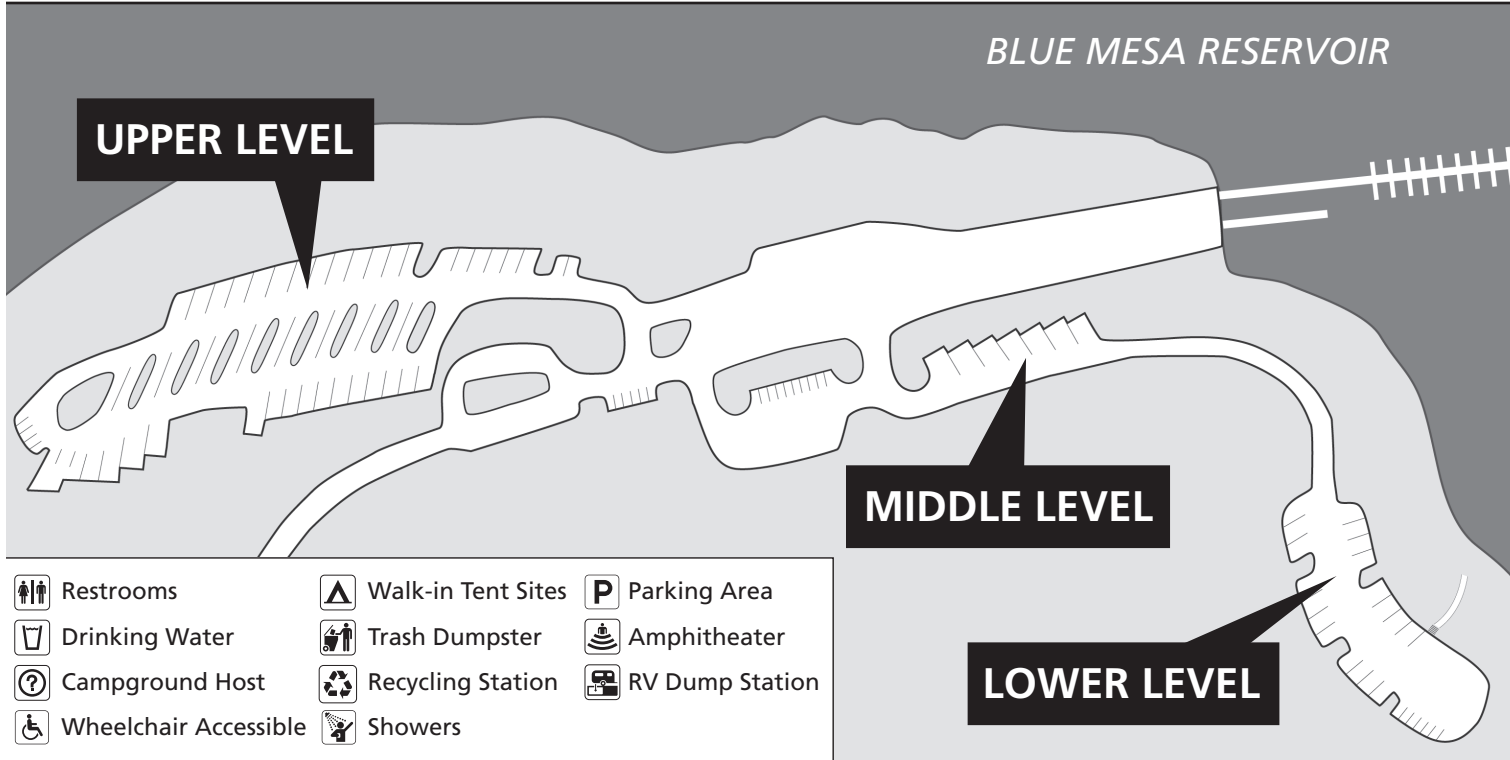 BLUE MESA RESERVOIR
UPPER LEVEL
MIDDLE LEVEL
LOWER LEVEL
Restrooms
Drinking Water
Campground Host
Wheelchair Accessible
Walk-in Tent Sites
Trash Dumpster
Recycling Station
Showers
P Parking Area
Amphitheater
RV Dump Station